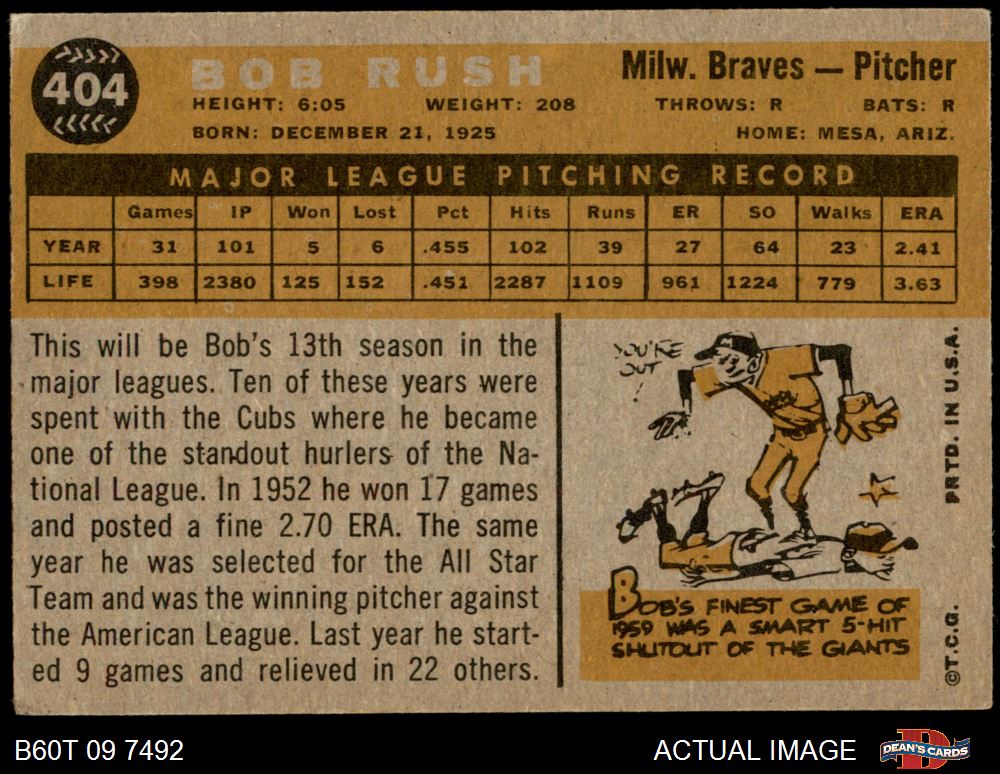 404
BOB RUSH
Milw. Braves — Pitcher
HEIGHT: 6:05 WEIGHT: 208 THROWS: R BATS: R
BORN: DECEMBER 21, 1925 HOME: MESA, ARIZ.
MAJOR LEAGUE PITCHING RECORD
Games IP Won Lost Pct Hits Runs ER SO Walks ERA
YEAR 31 101 5 6 .455 102 39 27 64 23 2.41
LIFE 398 2380 125 152 .451 2287 1109 961 1224 779 3.63
This will be Bob's 13th season in the
major leagues. Ten of these years were
spent with the Cubs where he became
one of the standout hurlers of the Na-
tional League. In 1952 he won 17 games
and posted a fine 2.70 ERA. The same
year he was selected for the All Star
Team and was the winning pitcher against
the American League. Last year he start-
ed 9 games and relieved in 22 others.
YOU'RE
OUT
!
BOB'S FINEST GAME OF
1959 WAS A SMART 5-HIT
SHUTOUT OF THE GIANTS
©T.C.G. PRTD. IN U.S.A.
B60T 09 7492
ACTUAL IMAGE
DEAN'S CARDS